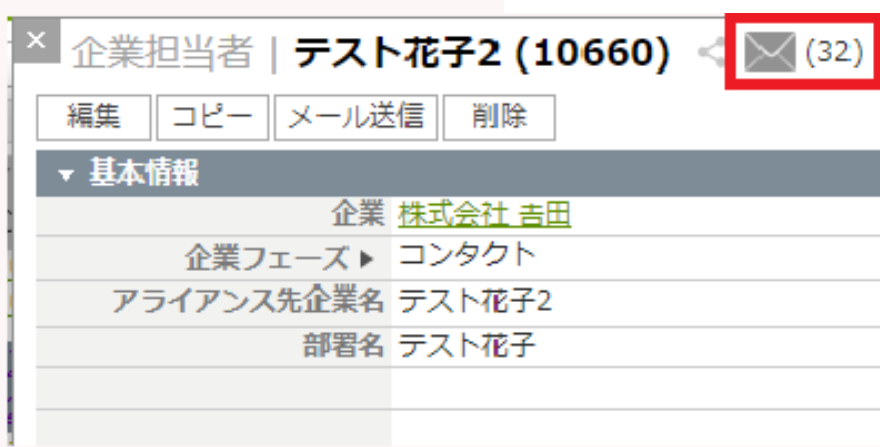 企業担当者 | テスト花子2 (10660) (32)
編集 コピー メール送信 削除
▼ 基本情報
企業 株式会社 吉田
企業フェーズ ▶ コンタクト
アライアンス先企業名 テスト花子2
部署名 テスト花子